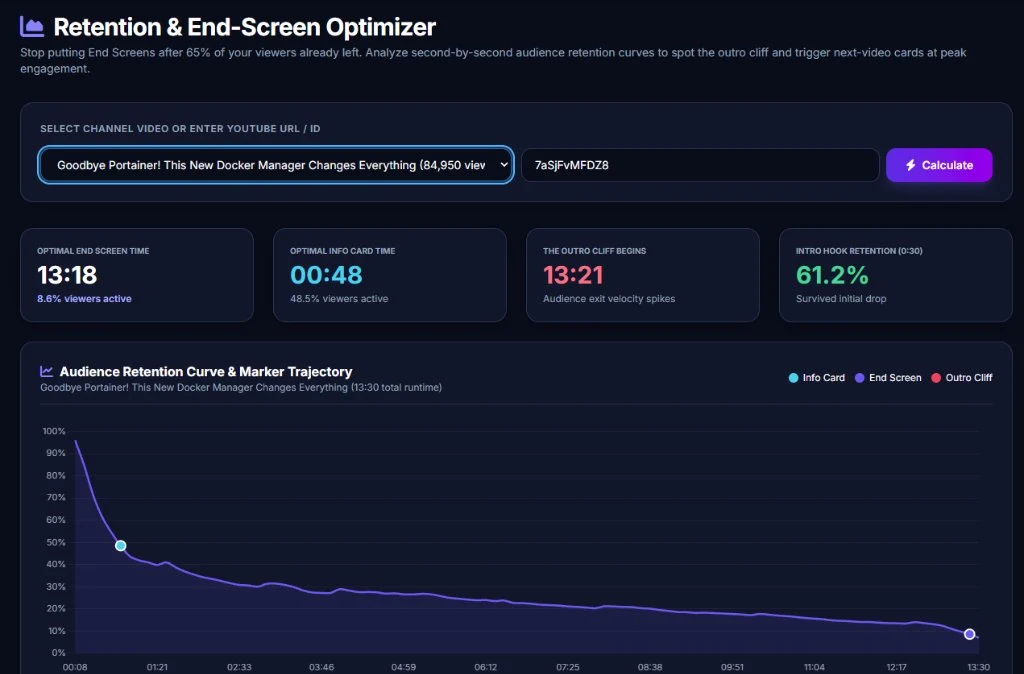 Retention & End-Screen Optimizer
Stop putting End Screens after 65% of your viewers already left. Analyze second-by-second audience retention curves to spot the outro cliff and trigger next-video cards at peak
engagement.
SELECT CHANNEL VIDEO OR ENTER YOUTUBE URL / ID
Goodbye Portainer! This New Docker Manager Changes Everything (84,950 view
7aSjFvMFDZ8
Calculate
OPTIMAL END SCREEN TIME
13:18
8.6% viewers active
OPTIMAL INFO CARD TIME
00:48
48.5% viewers active
THE OUTRO CLIFF BEGINS
13:21
Audience exit velocity spikes
INTRO HOOK RETENTION (0:30)
61.2%
Survived initial drop
Audience Retention Curve & Marker Trajectory
Goodbye Portainer! This New Docker Manager Changes Everything (13:30 total runtime)
Info Card
End Screen
Outro Cliff
100%
90%
80%
70%
60%
50%
40%
30%
20%
10%
0%
00:08 01:21 02:33 03:46 04:59 06:12 07:25 08:38 09:51 11:04 12:17 13:30